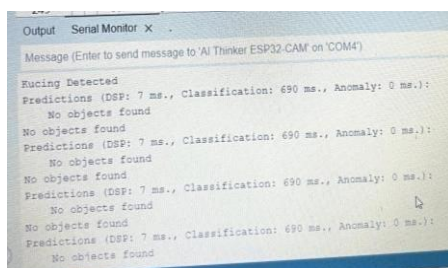 Output Serial Monitor X
Message (Enter to send message to 'AI Thinker ESP32-CAM' on 'COM4')
Kucing Detected
Predictions (DSP: 7 ms., Classification: 690 ms., Anomaly: 0 ms.):
No objects found
No objects found
Predictions (DSP: 7 ms., Classification: 690 ms., Anomaly: 0 ms.):
No objects found
No objects found
Predictions (DSP: 7 ms., Classification: 690 ms., Anomaly: 0 ms.):
No objects found
No objects found
Predictions (DSP: 7 ms., Classification: 690 ms., Anomaly: 0 ms.):
No objects found